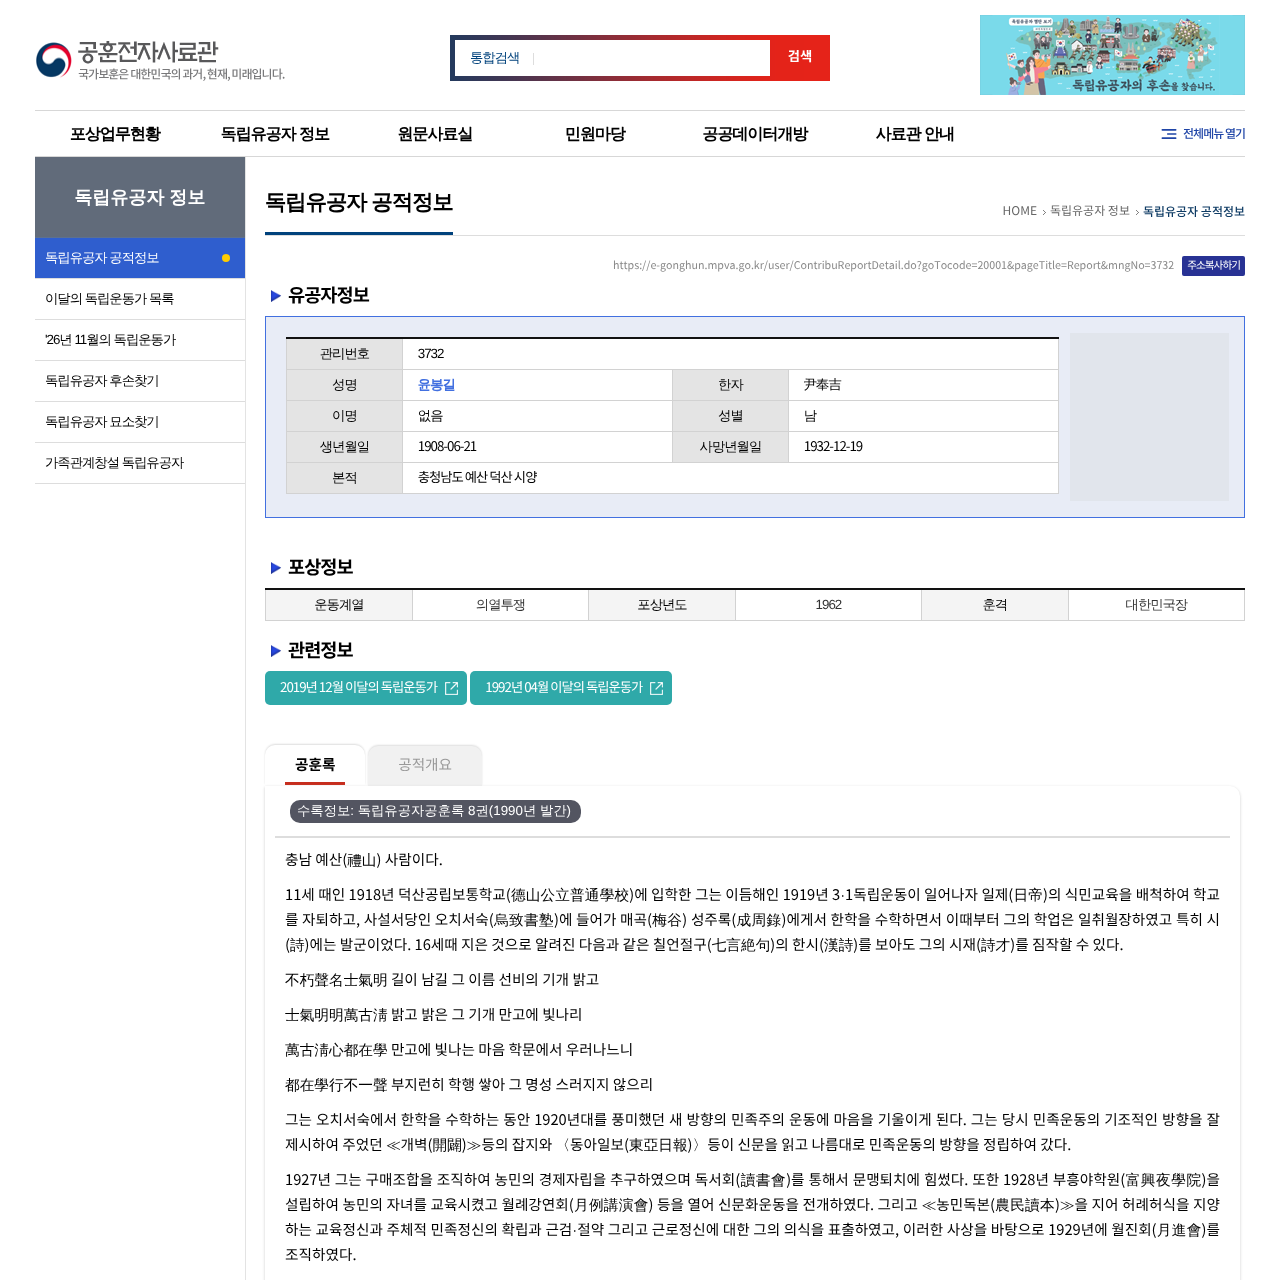 공훈전자사료관
국가보훈은 대한민국의 과거, 현재, 미래입니다.
통합검색
검색
독립유공자 명단 보기
독립유공자의 후손을 찾습니다.
포상업무현황 독립유공자 정보 원문사료실 민원마당 공공데이터개방 사료관 안내 전체메뉴 열기
독립유공자 정보
독립유공자 공적정보
이달의 독립운동가 목록
'26년 11월의 독립운동가
독립유공자 후손찾기
독립유공자 묘소찾기
가족관계창설 독립유공자
독립유공자 공적정보
HOME > 독립유공자 정보 > 독립유공자 공적정보
https://e-gonghun.mpva.go.kr/user/ContribuReportDetail.do?goTocode=20001&pageTitle=Report&mngNo=3732 주소복사하기
유공자정보
관리번호 3732
성명 윤봉길 한자 尹奉吉
이명 없음 성별 남
생년월일 1908-06-21 사망년월일 1932-12-19
본적 충청남도 예산 덕산 시양
포상정보
운동계열 의열투쟁 포상년도 1962 훈격 대한민국장
관련정보
2019년 12월 이달의 독립운동가 1992년 04월 이달의 독립운동가
공훈록 공적개요
수록정보: 독립유공자공훈록 8권(1990년 발간)
충남 예산(禮山) 사람이다.
11세 때인 1918년 덕산공립보통학교(德山公立普通學校)에 입학한 그는 이듬해인 1919년 3·1독립운동이 일어나자 일제(日帝)의 식민교육을 배척하여 학교
를 자퇴하고, 사설서당인 오치서숙(烏致書塾)에 들어가 매곡(梅谷) 성주록(成周錄)에게서 한학을 수학하면서 이때부터 그의 학업은 일취월장하였고 특히 시
(詩)에는 발군이었다. 16세때 지은 것으로 알려진 다음과 같은 칠언절구(七言絶句)의 한시(漢詩)를 보아도 그의 시재(詩才)를 짐작할 수 있다.
不朽聲名士氣明 길이 남길 그 이름 선비의 기개 밝고
士氣明明萬古淸 밝고 밝은 그 기개 만고에 빛나리
萬古淸心都在學 만고에 빛나는 마음 학문에서 우러나느니
都在學行不一聲 부지런히 학행 쌓아 그 명성 스러지지 않으리
그는 오치서숙에서 한학을 수학하는 동안 1920년대를 풍미했던 새 방향의 민족주의 운동에 마음을 기울이게 된다. 그는 당시 민족운동의 기조적인 방향을 잘
제시하여 주었던 ≪개벽(開闢)≫등의 잡지와 〈동아일보(東亞日報)〉등이 신문을 읽고 나름대로 민족운동의 방향을 정립하여 갔다.
1927년 그는 구매조합을 조직하여 농민의 경제자립을 추구하였으며 독서회(讀書會)를 통해서 문맹퇴치에 힘썼다. 또한 1928년 부흥야학원(富興夜學院)을
설립하여 농민의 자녀를 교육시켰고 월례강연회(月例講演會) 등을 열어 신문화운동을 전개하였다. 그리고 ≪농민독본(農民讀本)≫을 지어 허례허식을 지양
하는 교육정신과 주체적 민족정신의 확립과 근검·절약 그리고 근로정신에 대한 그의 의식을 표출하였고, 이러한 사상을 바탕으로 1929년에 월진회(月進會)를
조직하였다.